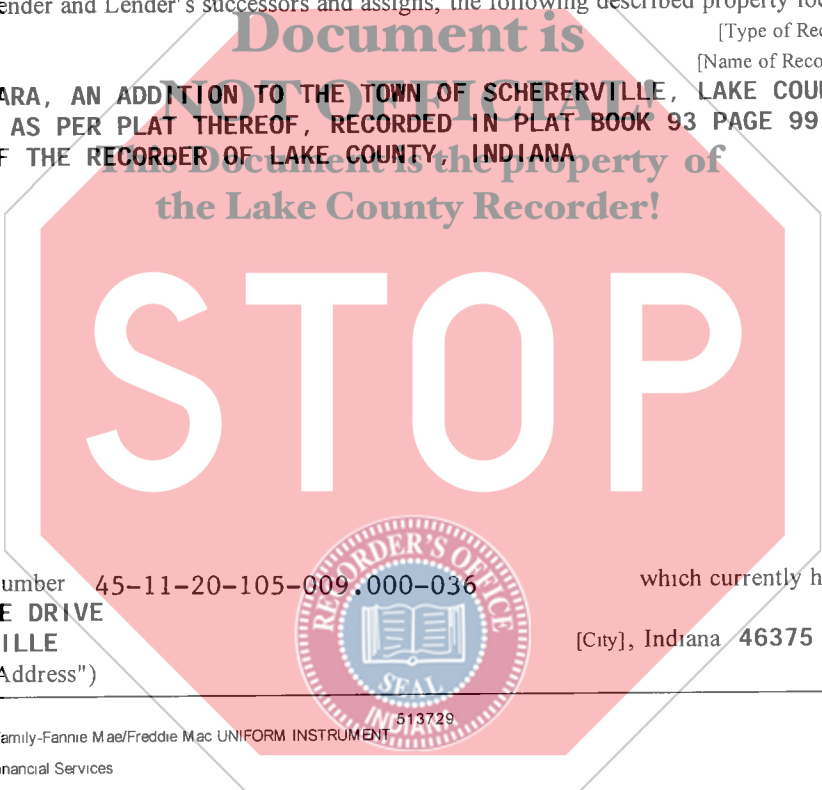 ender and Lender's successors and assigns, the following described property lo
Document is
[Type of Rec
[Name of Reco
NOT OFFICIAL!
ARA, AN ADDITION TO THE TOWN OF SCHERERVILLE, LAKE COU
AS PER PLAT THEREOF, RECORDED IN PLAT BOOK 93 PAGE 99
F THE RECORDER OF LAKE COUNTY, INDIANA
This Document is the property of
the Lake County Recorder!
STOP
RECORDER'S OFFICE
umber 45-11-20-105-009.000-036 which currently h
E DRIVE
ILLE [City], Indiana 46375
Address")
SEAL
INDIANA
513729
amily-Fannie Mae/Freddie Mac UNIFORM INSTRUMENT
nancial Services